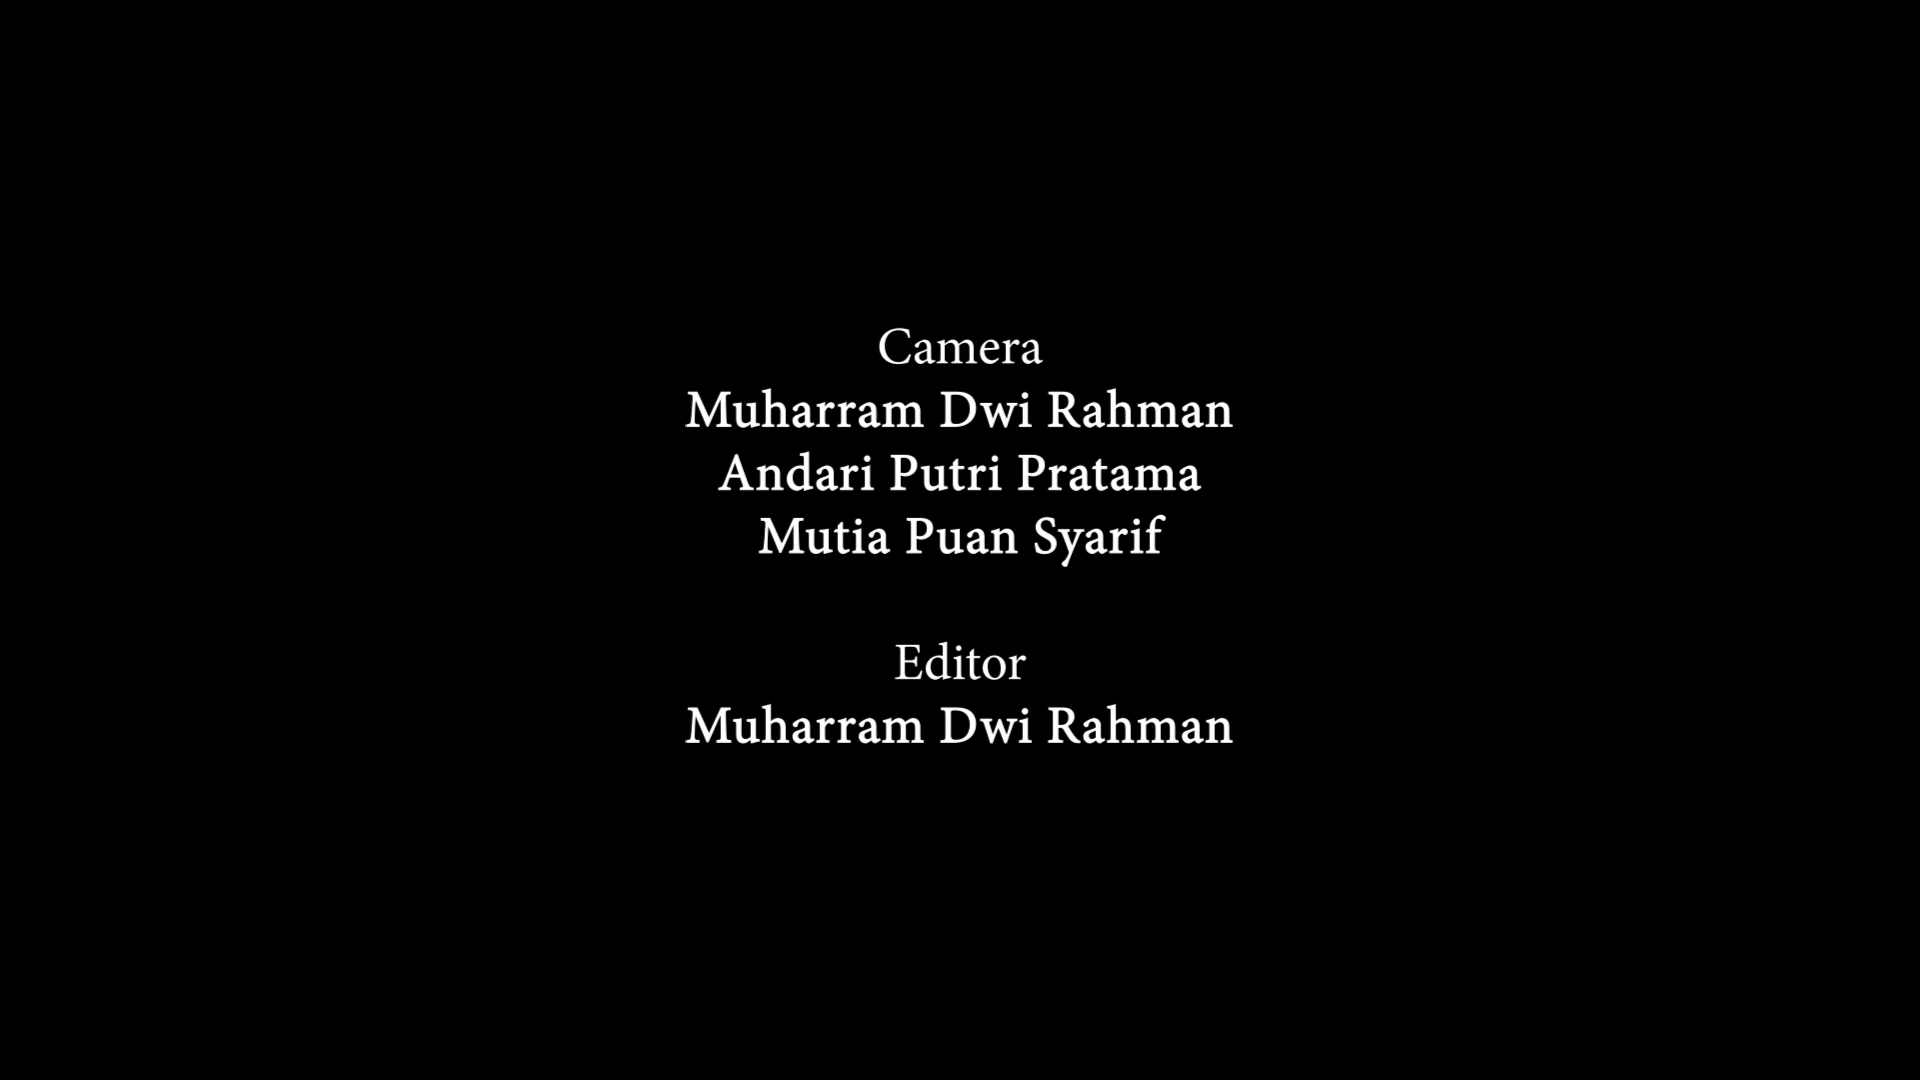 Camera
Muharram Dwi Rahman
Andari Putri Pratama
Mutia Puan Syarif
Editor
Muharram Dwi Rahman